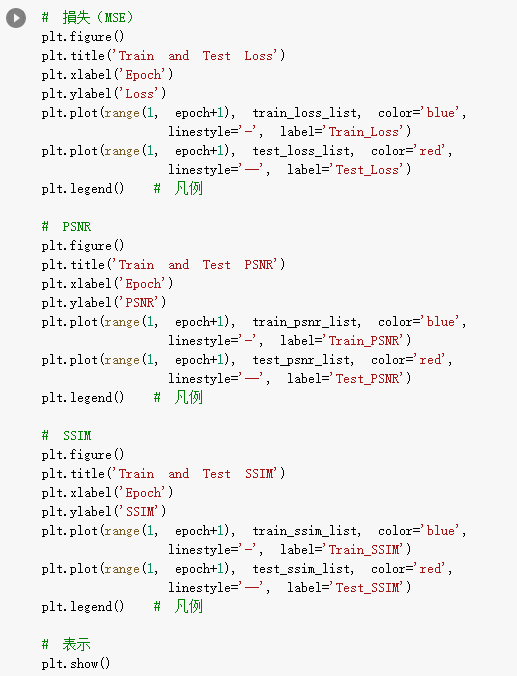 # 損失（MSE）
plt.figure()
plt.title('Train and Test Loss')
plt.xlabel('Epoch')
plt.ylabel('Loss')
plt.plot(range(1, epoch+1), train_loss_list, color='blue',
linestyle='-', label='Train_Loss')
plt.plot(range(1, epoch+1), test_loss_list, color='red',
linestyle='--', label='Test_Loss')
plt.legend() # 凡例
# PSNR
plt.figure()
plt.title('Train and Test PSNR')
plt.xlabel('Epoch')
plt.ylabel('PSNR')
plt.plot(range(1, epoch+1), train_psnr_list, color='blue',
linestyle='-', label='Train_PSNR')
plt.plot(range(1, epoch+1), test_psnr_list, color='red',
linestyle='--', label='Test_PSNR')
plt.legend() # 凡例
# SSIM
plt.figure()
plt.title('Train and Test SSIM')
plt.xlabel('Epoch')
plt.ylabel('SSIM')
plt.plot(range(1, epoch+1), train_ssim_list, color='blue',
linestyle='-', label='Train_SSIM')
plt.plot(range(1, epoch+1), test_ssim_list, color='red',
linestyle='--', label='Test_SSIM')
plt.legend() # 凡例
# 表示
plt.show()